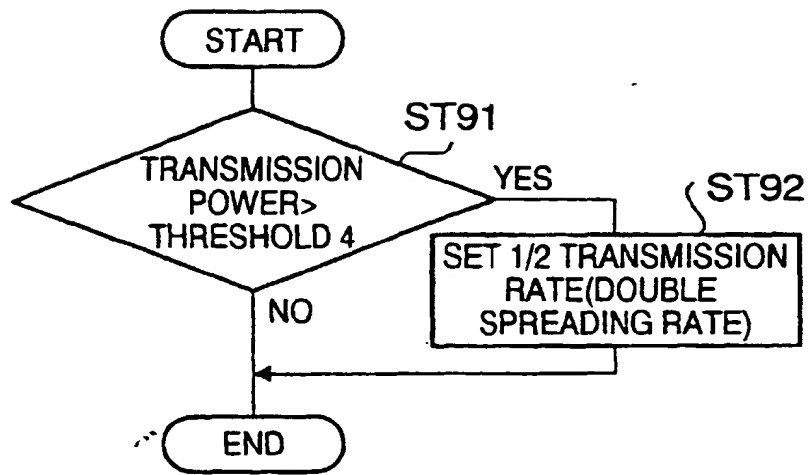 START
ST91
TRANSMISSION
POWER>
THRESHOLD 4
YES
ST92
SET 1/2 TRANSMISSION
RATE(DOUBLE
SPREADING RATE)
NO
END